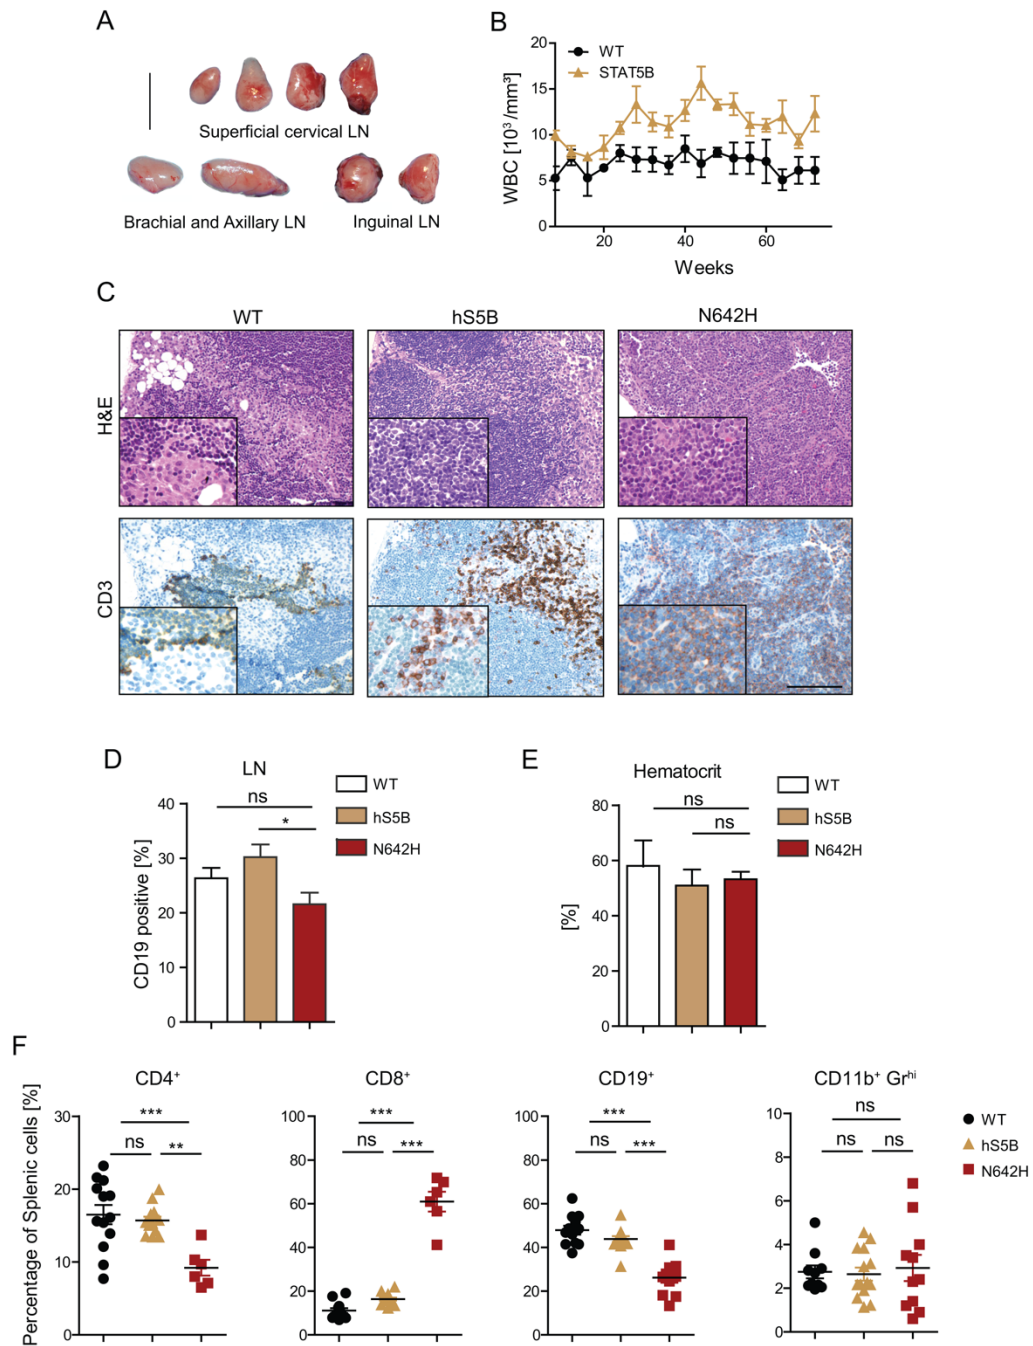 A
Superficial cervical LN
Brachial and Axillary LN
Inguinal LN
B
WT
STAT5B
WBC [10³ /mm³]
20
15
10
5
0
20
40
60
Weeks
C
WT
hS5B
N642H
H&E
CD3
D
LN
ns
*
CD19 positive [%]
40
30
20
10
0
WT
hS5B
N642H
E
Hematocrit
ns
ns
[%]
80
60
40
20
0
WT
hS5B
N642H
F
Percentage of Splenic cells [%]
CD4⁺
***
ns
**
30
20
10
0
CD8⁺
***
ns
***
100
80
60
40
20
0
CD19⁺
***
ns
***
100
80
60
40
20
0
CD11b⁺ Grʰⁱ
ns
ns
ns
10
8
6
4
2
0
WT
hS5B
N642H